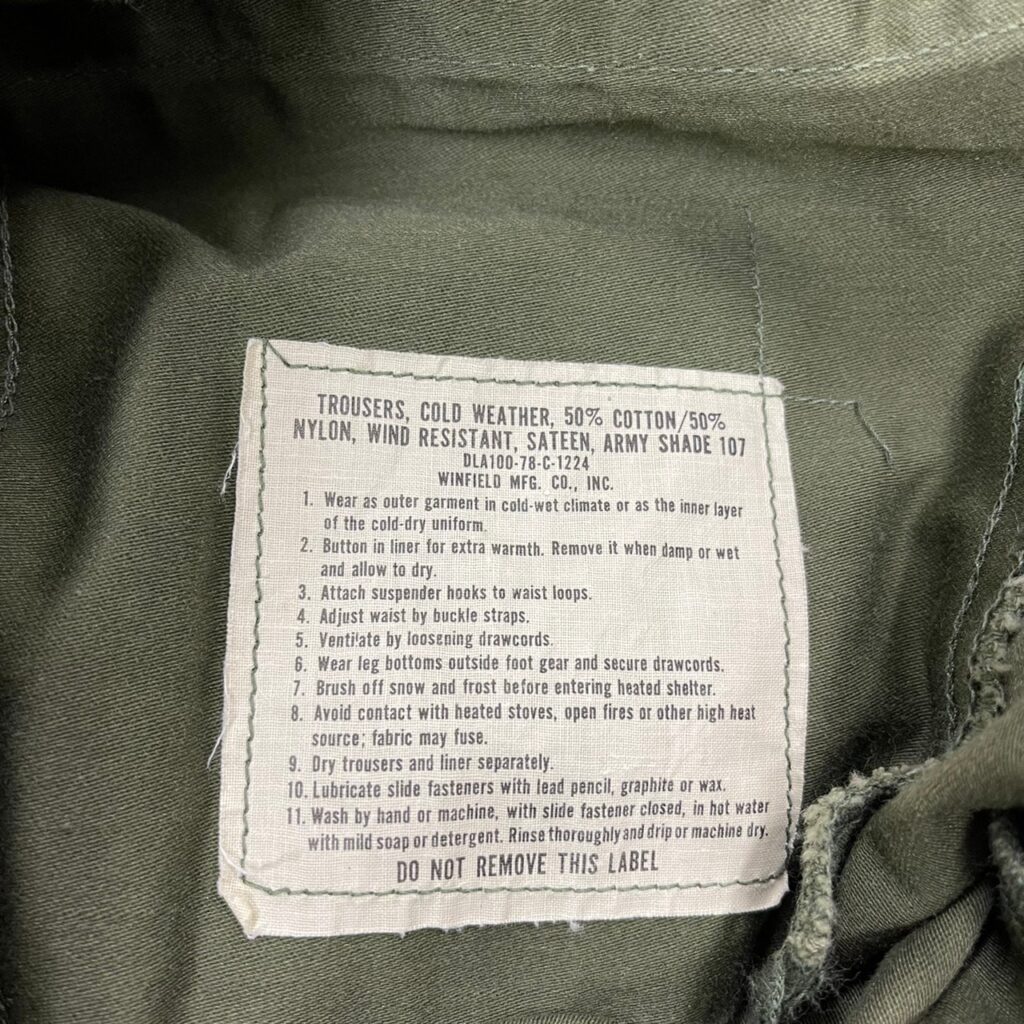 TROUSERS, COLD WEATHER, 50% COTTON/50%
NYLON, WIND RESISTANT, SATEEN, ARMY SHADE 107
DLA100-78-C-1224
WINFIELD MFG. CO., INC.
1. Wear as outer garment in cold-wet climate or as the inner layer
of the cold-dry uniform.
2. Button in liner for extra warmth. Remove it when damp or wet
and allow to dry.
3. Attach suspender hooks to waist loops.
4. Adjust waist by buckle straps.
5. Ventilate by loosening drawcords.
6. Wear leg bottoms outside foot gear and secure drawcords.
7. Brush off snow and frost before entering heated shelter.
8. Avoid contact with heated stoves, open fires or other high heat
source; fabric may fuse.
9. Dry trousers and liner separately.
10. Lubricate slide fasteners with lead pencil, graphite or wax.
11. Wash by hand or machine, with slide fastener closed, in hot water
with mild soap or detergent. Rinse thoroughly and drip or machine dry.
DO NOT REMOVE THIS LABEL